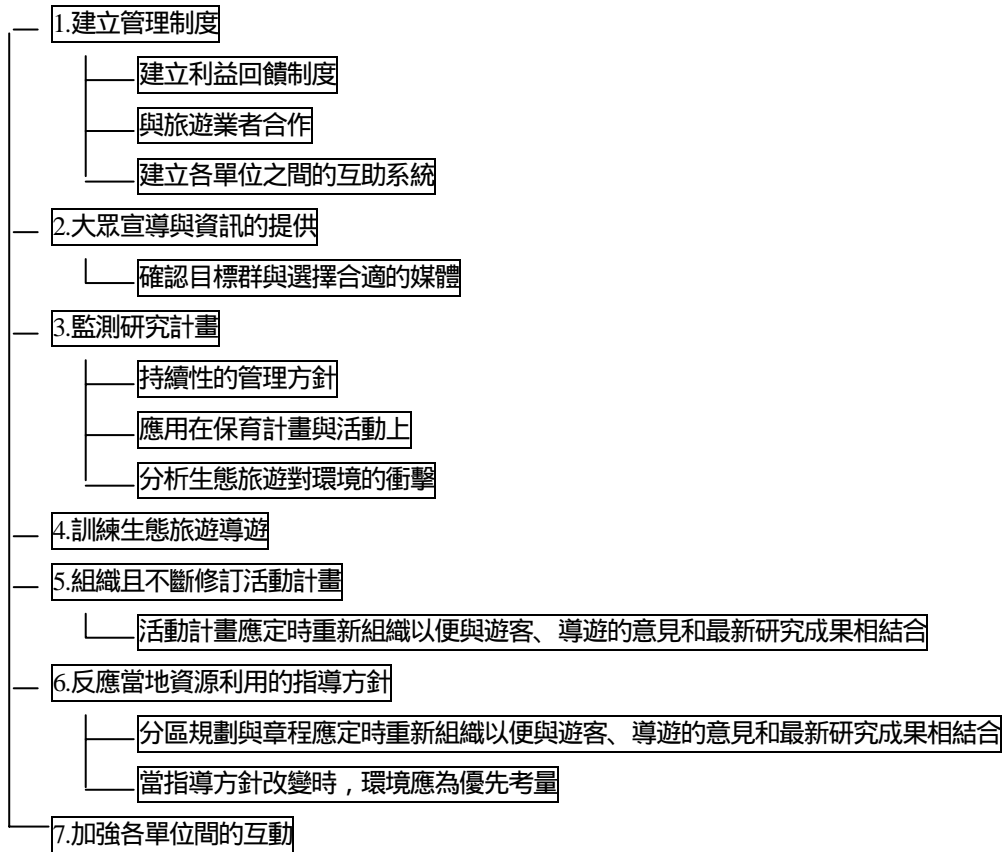 1.建立管理制度
建立利益回饋制度
與旅遊業者合作
建立各單位之間的互助系統
2.大眾宣導與資訊的提供
確認目標群與選擇合適的媒體
3.監測研究計畫
持續性的管理方針
應用在保育計畫與活動上
分析生態旅遊對環境的衝擊
4.訓練生態旅遊導遊
5.組織且不斷修訂活動計畫
活動計畫應定時重新組織以便與遊客、導遊的意見和最新研究成果相結合
6.反應當地資源利用的指導方針
分區規劃與章程應定時重新組織以便與遊客、導遊的意見和最新研究成果相結合
當指導方針改變時，環境應為優先考量
7.加強各單位間的互動